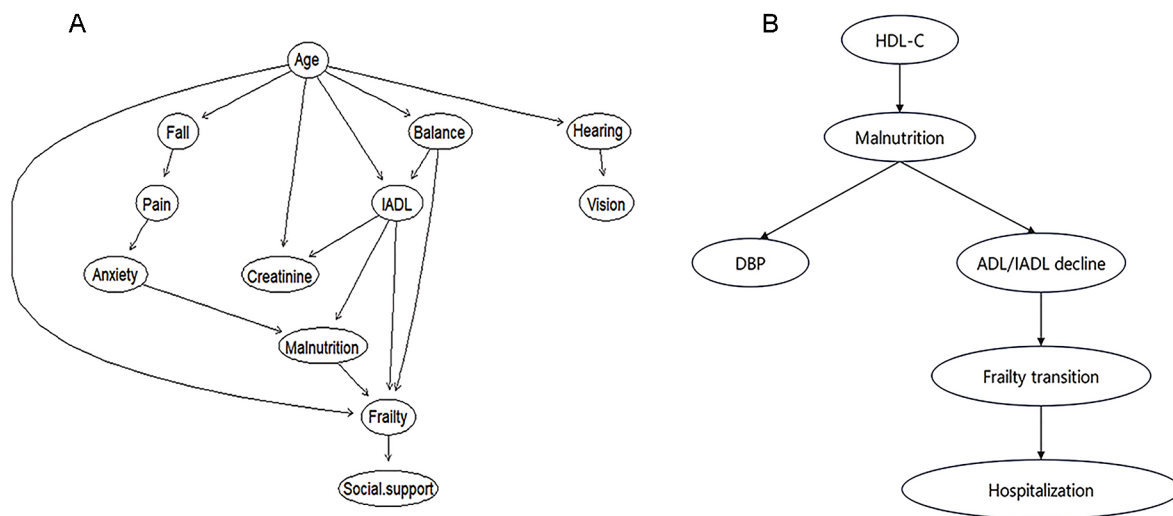 A
B
Age
Fall
Balance
Hearing
Pain
IADL
Vision
Anxiety
Creatinine
Malnutrition
Frailty
Social.support
HDL-C
Malnutrition
DBP
ADL/IADL decline
Frailty transition
Hospitalization